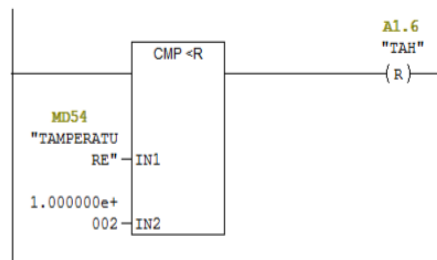 A1.6
"TAH"
CMP <R
( R )
MD54
"TAMPERATU
RE" IN1
1.000000e+
002 IN2